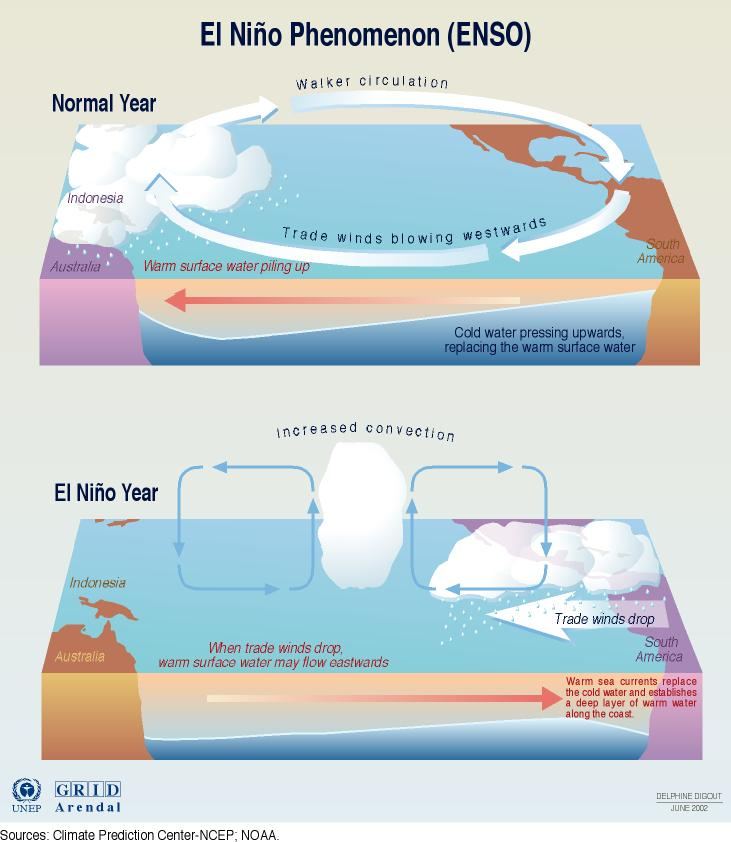 El Niño Phenomenon (ENSO)
Walker circulation
Normal Year
Indonesia
Trade winds blowing westwards
South
America
Australia
Warm surface water piling up
Cold water pressing upwards,
replacing the warm surface water
Increased convection
El Niño Year
Indonesia
Trade winds drop
South
America
Australia
When trade winds drop,
warm surface water may flow eastwards
Warm sea currents replace
the cold water and establishes
a deep layer of warm water
along the coast.
UNEP
GRID
Arendal
DELPHINE DIGOUT
JUNE 2002
Sources: Climate Prediction Center-NCEP; NOAA.